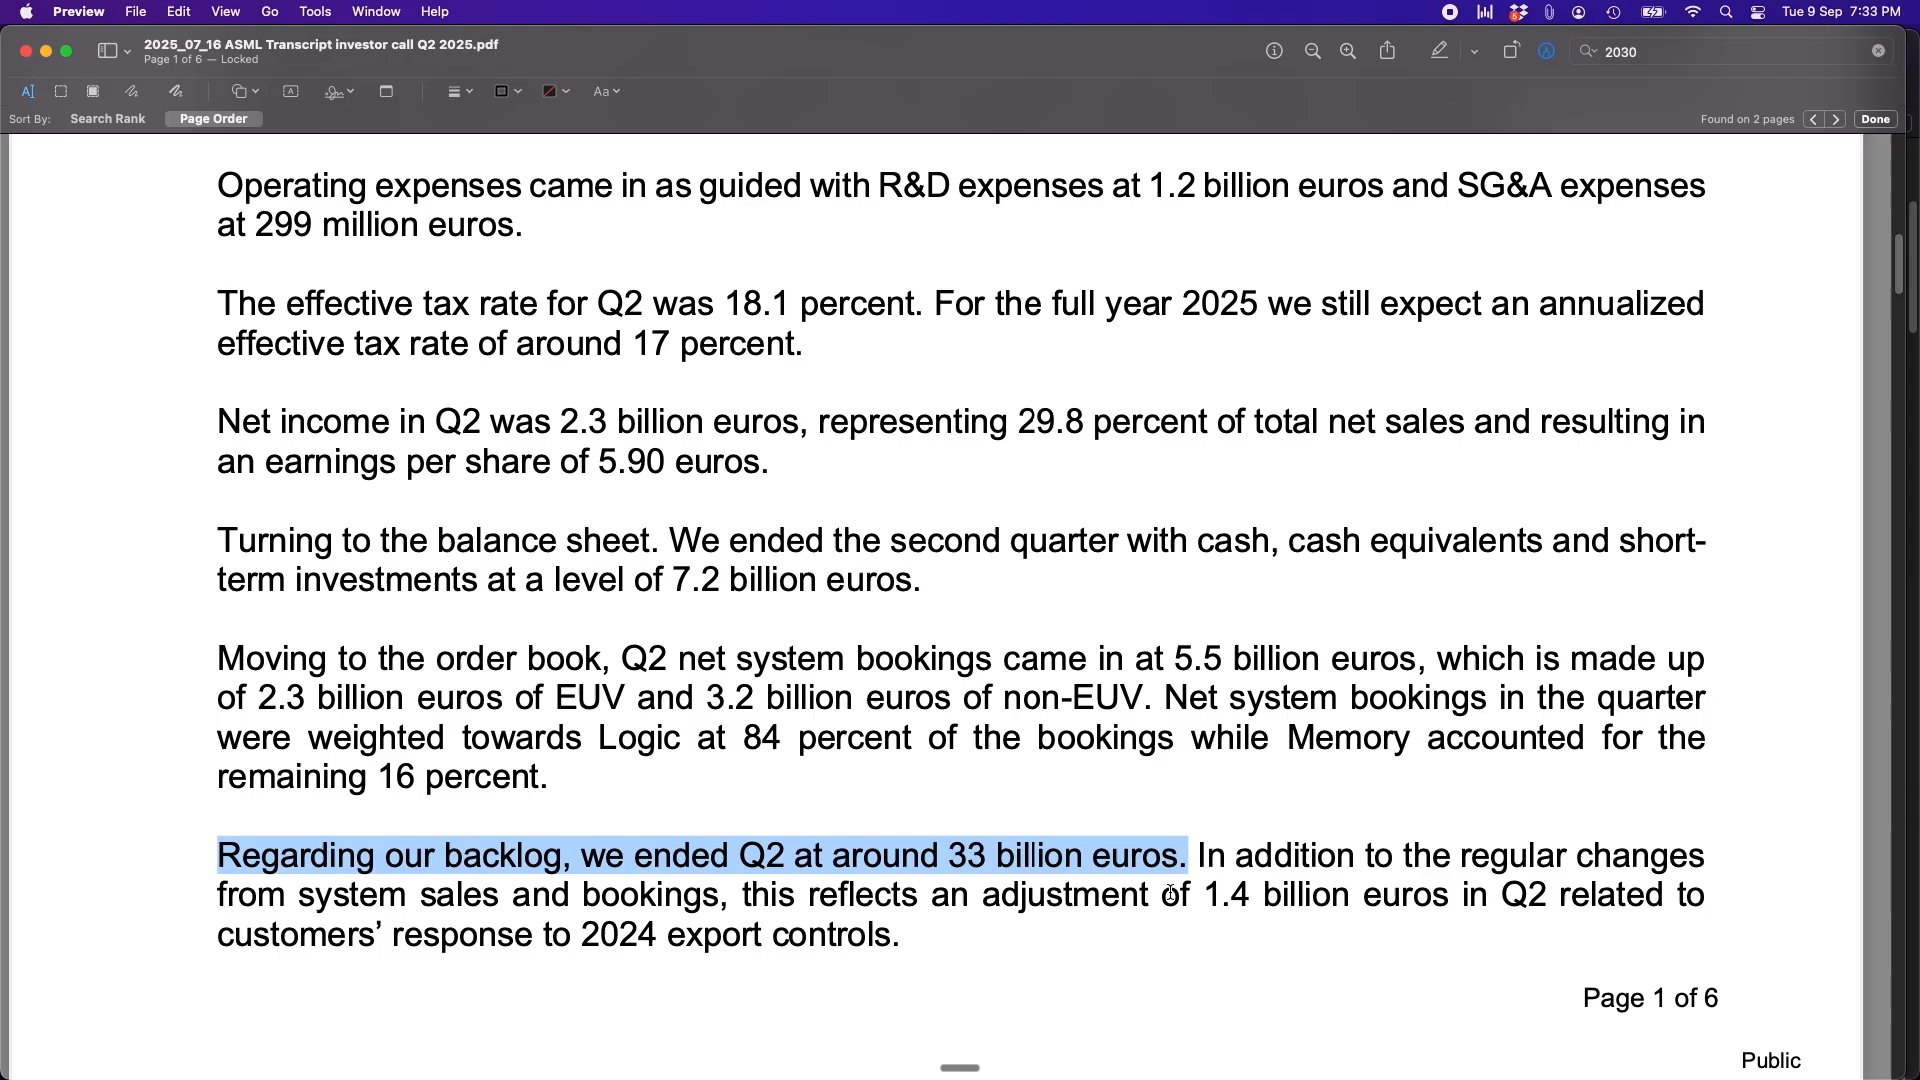 Preview File Edit View Go Tools Window Help Tue 9 Sep 7:33 PM
2025_07_16 ASML Transcript investor call Q2 2025.pdf
Page 1 of 6 — Locked
2030
Aa
Sort By: Search Rank Page Order Found on 2 pages Done
Operating expenses came in as guided with R&D expenses at 1.2 billion euros and SG&A expenses
at 299 million euros.
The effective tax rate for Q2 was 18.1 percent. For the full year 2025 we still expect an annualized
effective tax rate of around 17 percent.
Net income in Q2 was 2.3 billion euros, representing 29.8 percent of total net sales and resulting in
an earnings per share of 5.90 euros.
Turning to the balance sheet. We ended the second quarter with cash, cash equivalents and short-
term investments at a level of 7.2 billion euros.
Moving to the order book, Q2 net system bookings came in at 5.5 billion euros, which is made up
of 2.3 billion euros of EUV and 3.2 billion euros of non-EUV. Net system bookings in the quarter
were weighted towards Logic at 84 percent of the bookings while Memory accounted for the
remaining 16 percent.
Regarding our backlog, we ended Q2 at around 33 billion euros. In addition to the regular changes
from system sales and bookings, this reflects an adjustment of 1.4 billion euros in Q2 related to
customers’ response to 2024 export controls.
Page 1 of 6
Public